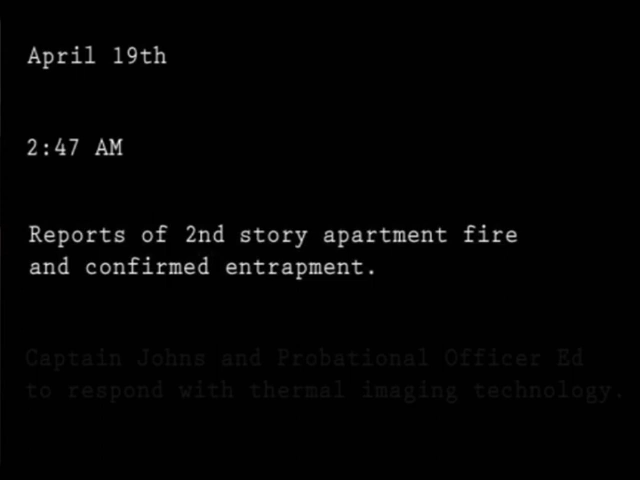 April 19th
2:47 AM
Reports of 2nd story apartment fire
and confirmed entrapment.
Captain Johns and Probational Officer Ed
to respond with thermal imaging technology.